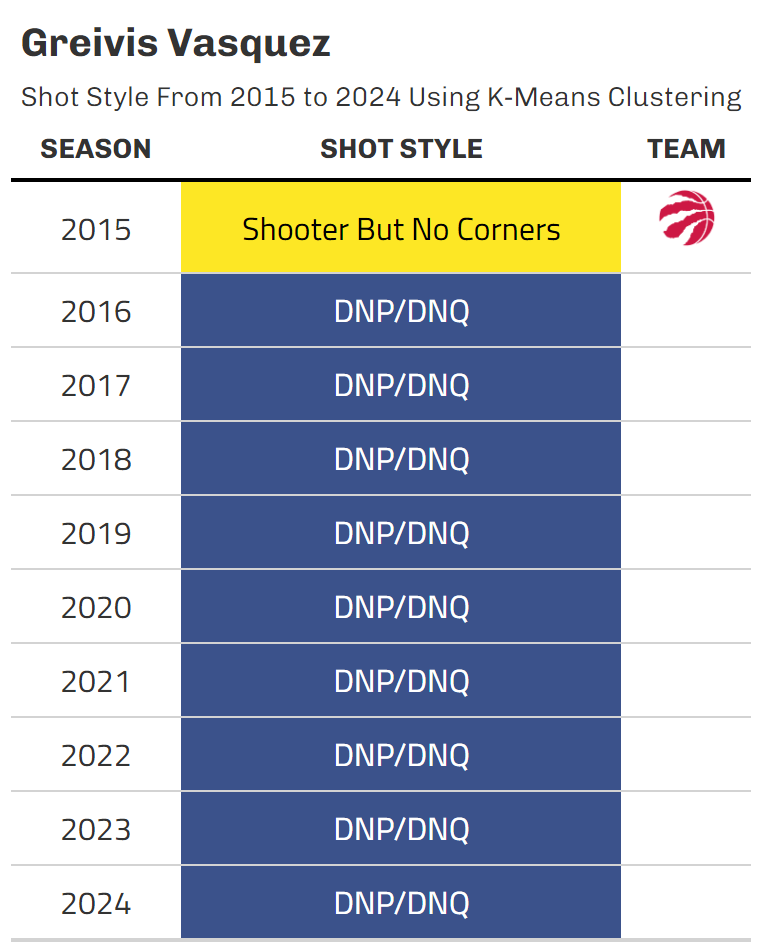 Greivis Vasquez
Shot Style From 2015 to 2024 Using K-Means Clustering
SEASON SHOT STYLE TEAM
2015 Shooter But No Corners
2016 DNP/DNQ
2017 DNP/DNQ
2018 DNP/DNQ
2019 DNP/DNQ
2020 DNP/DNQ
2021 DNP/DNQ
2022 DNP/DNQ
2023 DNP/DNQ
2024 DNP/DNQ